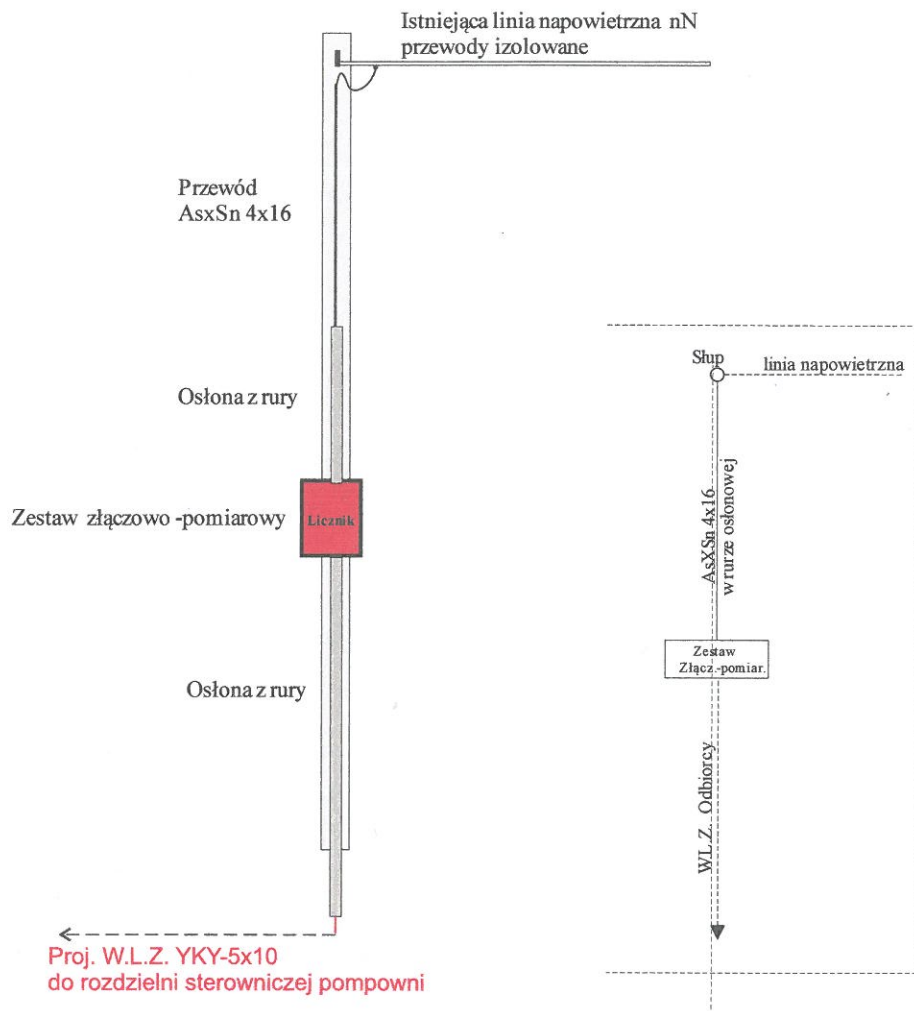 Istniejąca linia napowietrzna nN
przewody izolowane
Przewód
AsxSn 4x16
Osłona z rury
Zestaw złączowo -pomiarowy
Licznik
Osłona z rury
Proj. W.L.Z. YKY-5x10
do rozdzielni sterowniczej pompowni
Słup
linia napowietrzna
AsXSn 4x16
w rurze osłonowej
Zestaw
Złącz.-pomiar.
W.L.Z. Odbiorcy